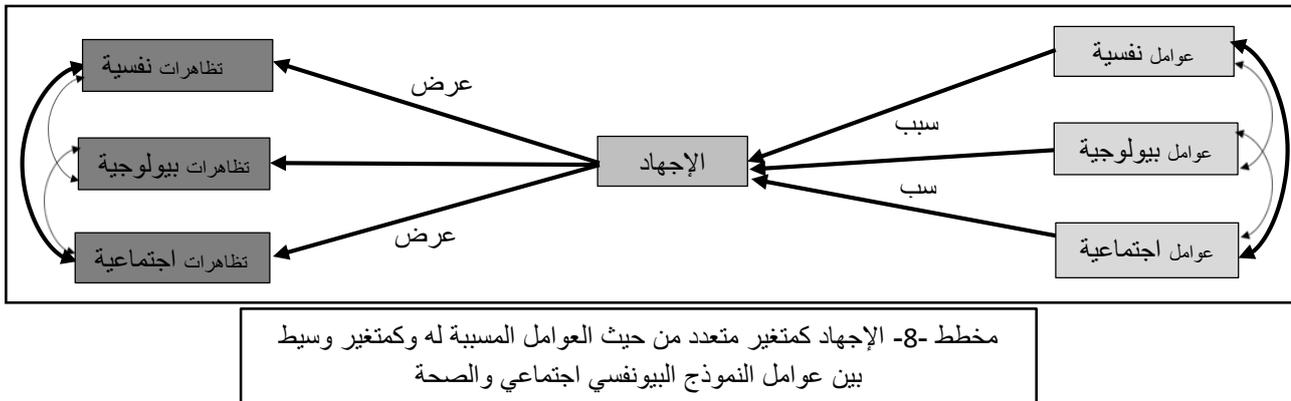 عوامل نفسية
عوامل بيولوجية
عوامل اجتماعية
سبب
سب
الإجهاد
عرض
عرض
تظاهرات نفسية
تظاهرات بيولوجية
تظاهرات اجتماعية
مخطط -8- الإجهاد كمتغير متعدد من حيث العوامل المسببة له وكمتغير وسيط
بين عوامل النموذج البيونفسي اجتماعي والصحة